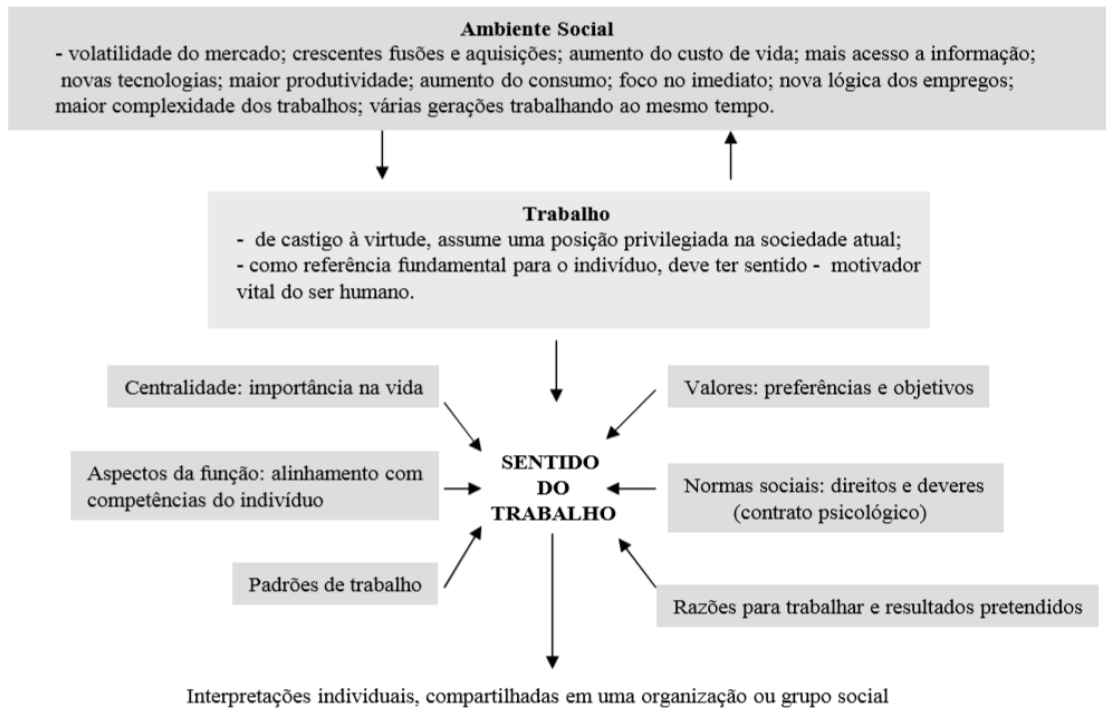 Ambiente Social
- volatilidade do mercado; crescentes fusões e aquisições; aumento do custo de vida; mais acesso a informação;
novas tecnologias; maior produtividade; aumento do consumo; foco no imediato; nova lógica dos empregos;
maior complexidade dos trabalhos; várias gerações trabalhando ao mesmo tempo.
Trabalho
- de castigo à virtude, assume uma posição privilegiada na sociedade atual;
- como referência fundamental para o indivíduo, deve ter sentido - motivador
vital do ser humano.
Centralidade: importância na vida
Valores: preferências e objetivos
Aspectos da função: alinhamento com
competências do indivíduo
SENTIDO
DO
TRABALHO
Normas sociais: direitos e deveres
(contrato psicológico)
Padrões de trabalho
Razões para trabalhar e resultados pretendidos
Interpretações individuais, compartilhadas em uma organização ou grupo social